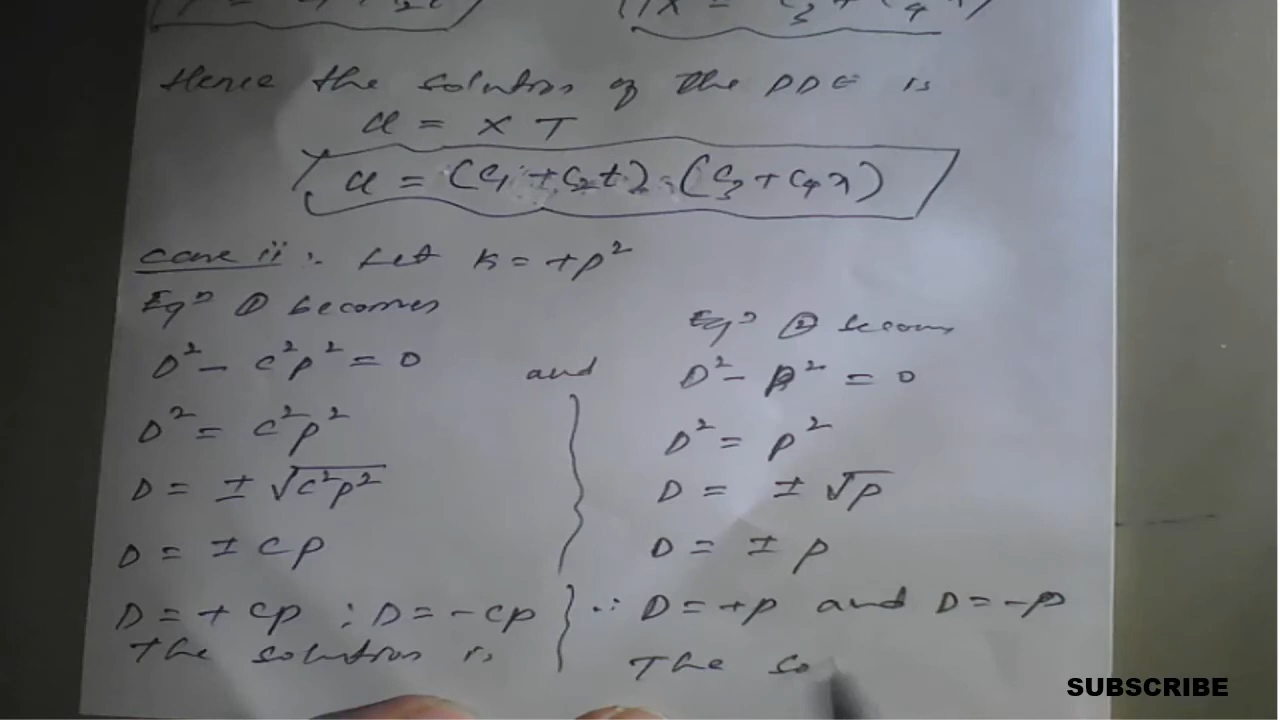 Hence the solution of the PDE is
u = X T
u = (c₁ + c₂t) . (c₃ + c₄x)
Case ii :. Let k = +p²
Eqⁿ ① becomes
Eqⁿ ② becomes
D² - c²p² = 0
and
D² - p² = 0
D² = c²p²
D² = p²
D = ± √c²p²
D = ± √p
D = ± cp
D = ± p
D = + cp ; D = - cp
∴ D = +p and D = -p
The solution is
The so
SUBSCRIBE